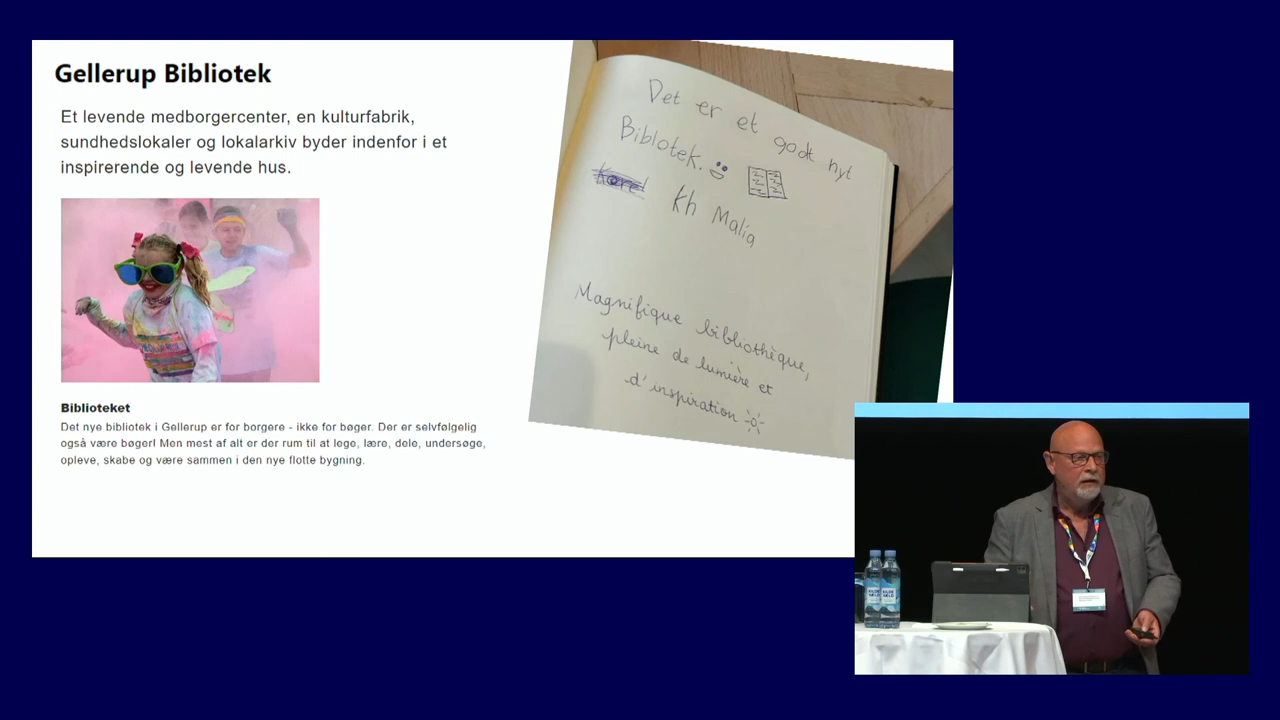 Gellerup Bibliotek
Et levende medborgercenter, en kulturfabrik,
sundhedslokaler og lokalarkiv byder indenfor i et
inspirerende og levende hus.
Biblioteket
Det nye bibliotek i Gellerup er for borgere - ikke for bøger. Der er selvfølgelig
også være bøger! Men mest af alt er der rum til at lege, lære, dele, undersøge,
opleve, skabe og være sammen i den nye flotte bygning.
Det er et godt nyt
Biblotek.
kh Malia
Magnifique bibliothèque,
pleine de lumière et
d'inspiration